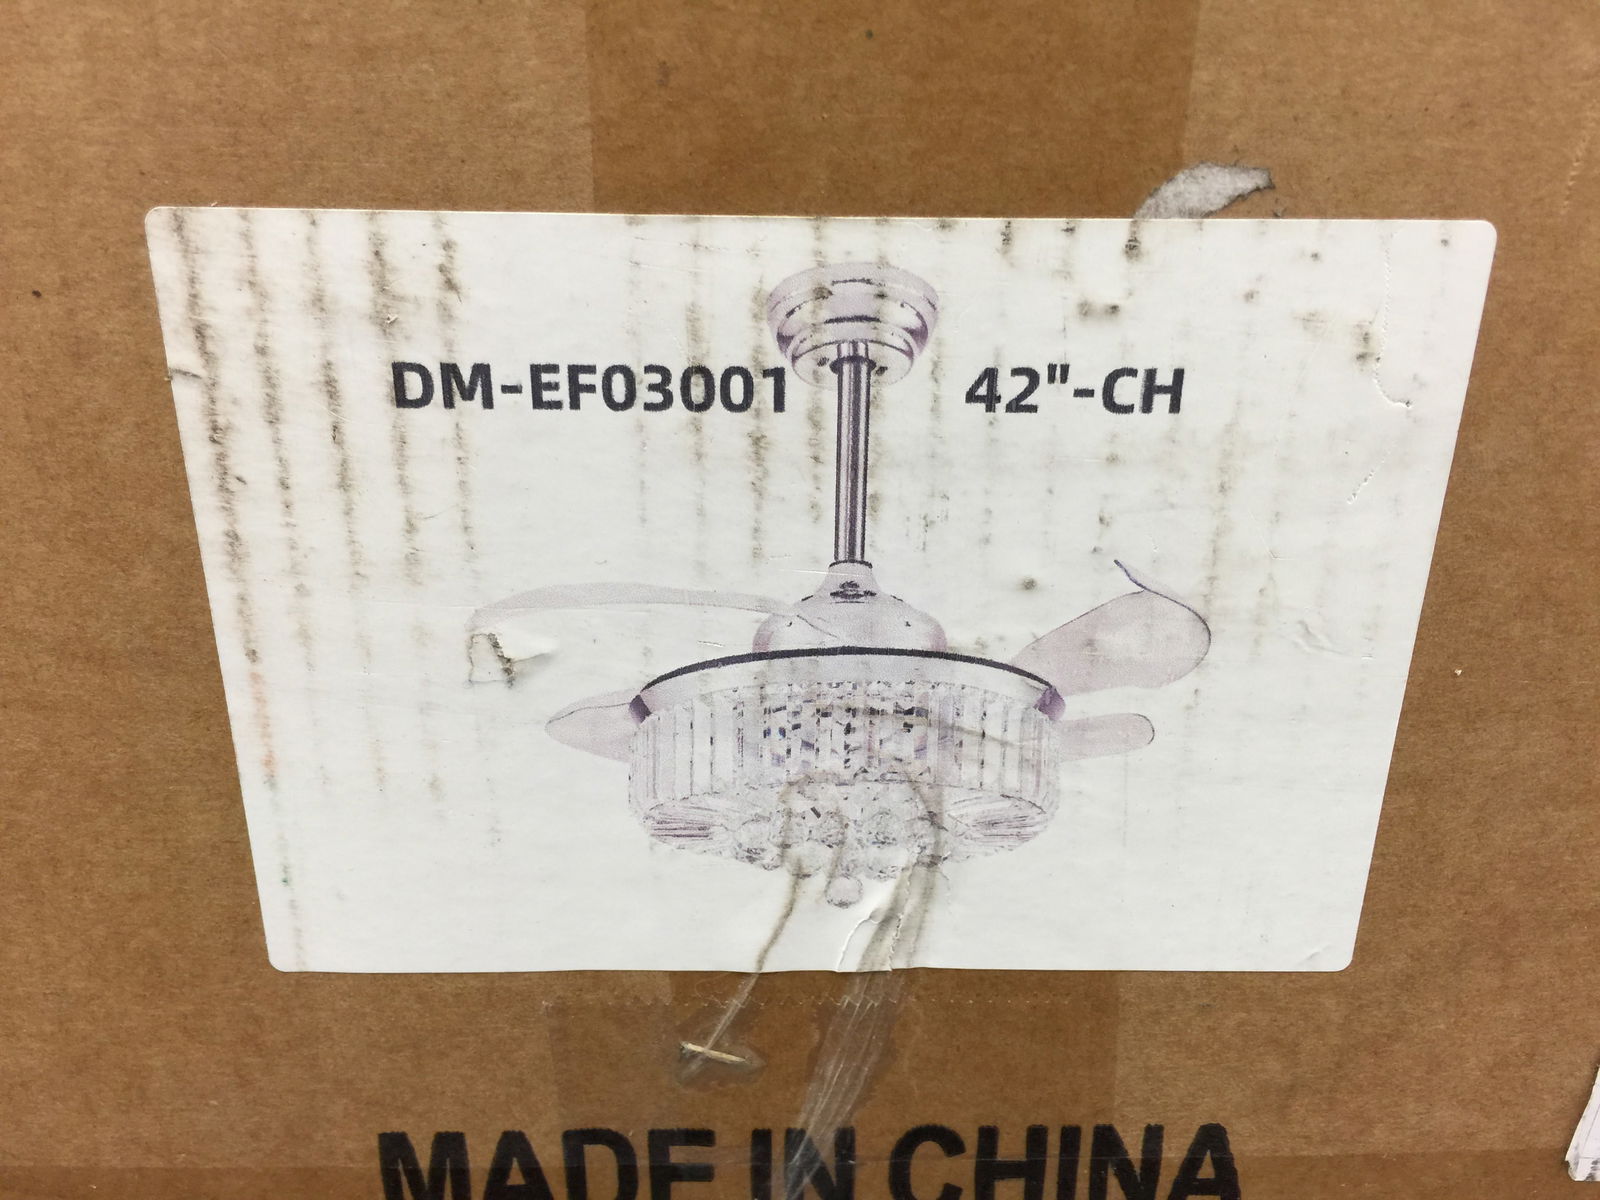 DM-EF03001 42"-CH
MADE IN CHINA